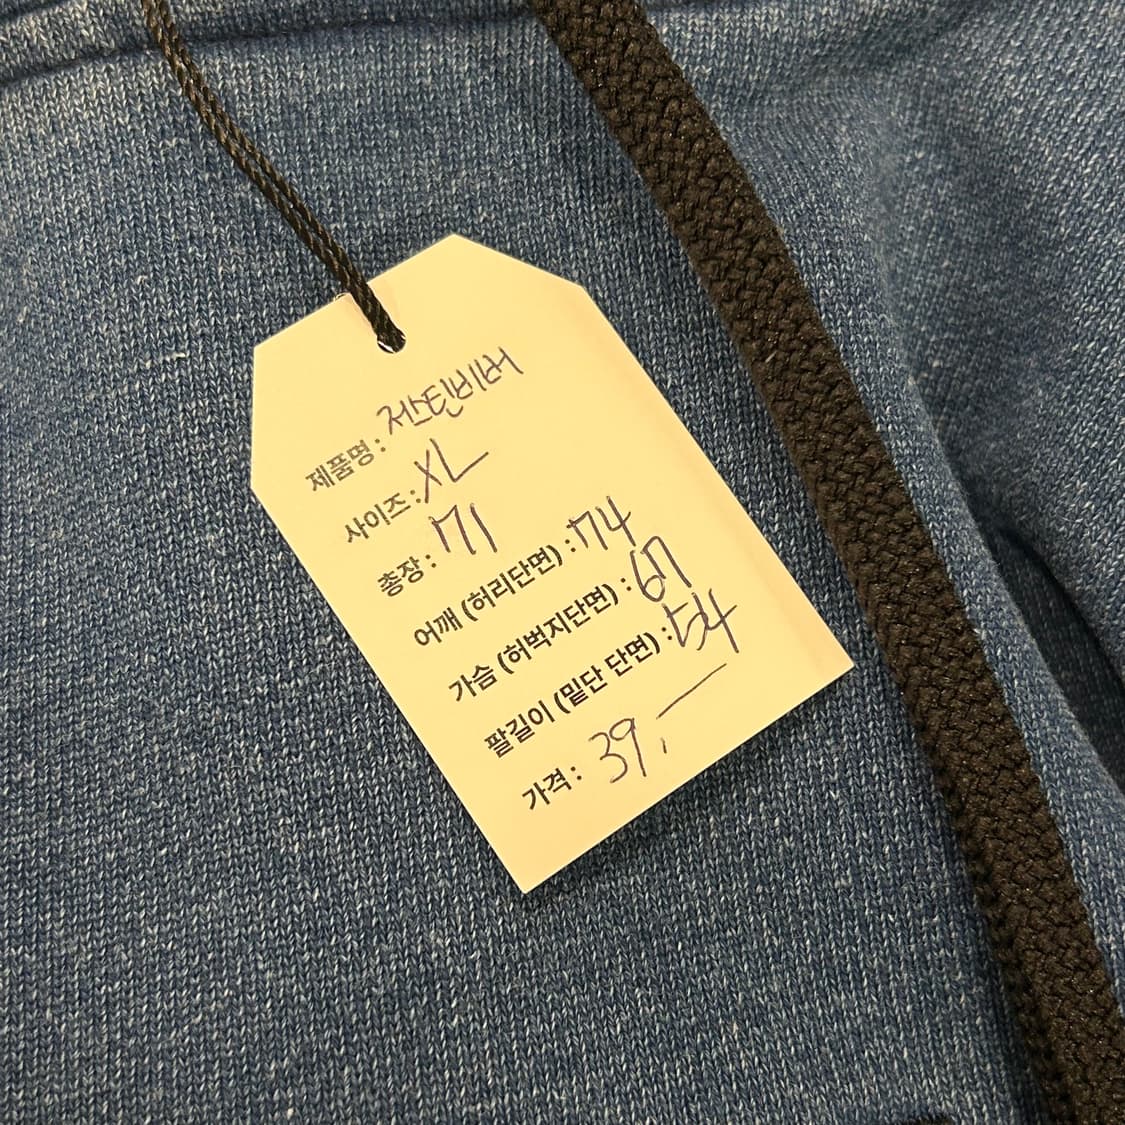 제품명 : 저스틴비버
사이즈 : XL
총장 : 71
어깨 (허리단면) : 74
가슴 (허벅지단면) : 67
팔길이 (밑단 단면) : 54
가격 : 39,—